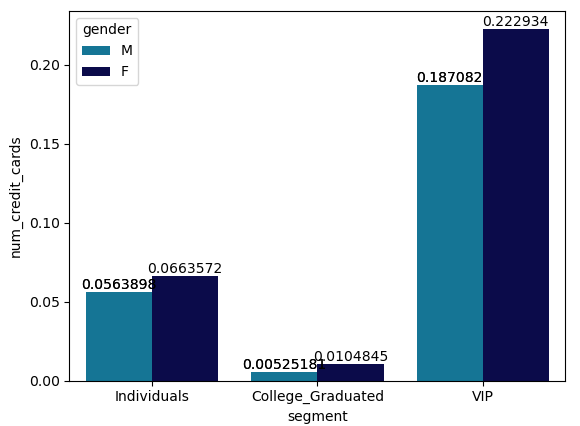 gender
M
F
0.222934
0.187082
0.0663572
0.0563898
0.0104845
0.00525181
num_credit_cards
0.20
0.15
0.10
0.05
0.00
Individuals
College_Graduated
VIP
segment